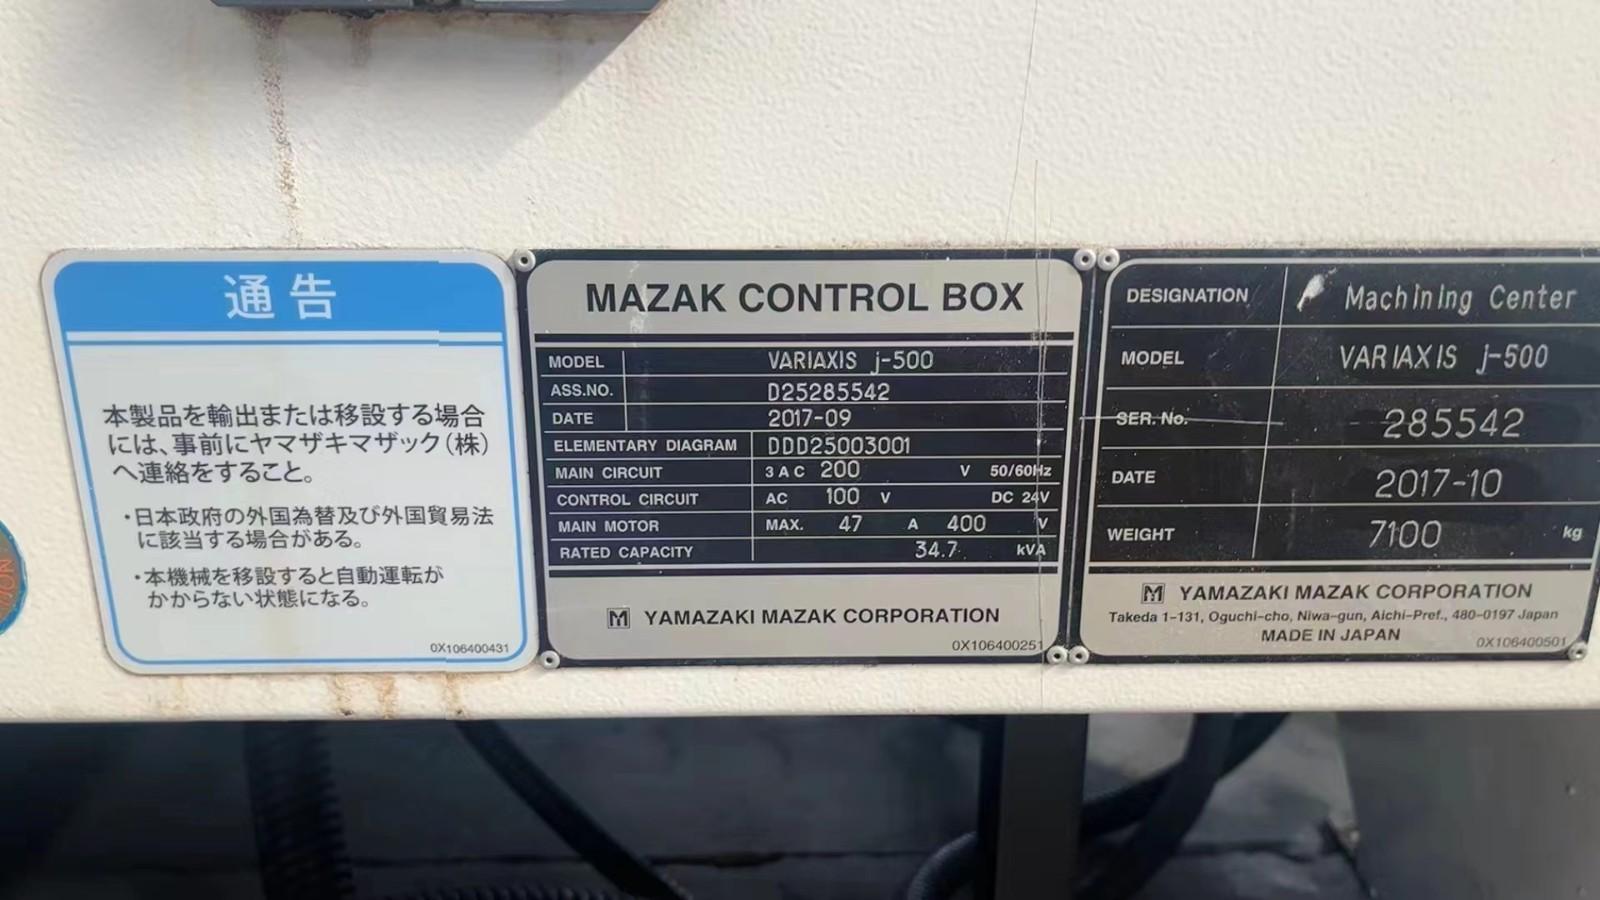 通告
本製品を輸出または移設する場合
には、事前にヤマザキマザック(株)
へ連絡をすること。
・日本政府の外国為替及び外国貿易法
に該当する場合がある。
・本機械を移設すると自動運転が
かからない状態になる。
0X106400431
MAZAK CONTROL BOX
MODEL VARIAXIS j-500
ASS.NO. D25285542
DATE 2017-09
ELEMENTARY DIAGRAM DDD25003001
MAIN CIRCUIT 3 A C 200 V 50/60Hz
CONTROL CIRCUIT AC 100 V DC 24V
MAIN MOTOR MAX. 47 A 400 V
RATED CAPACITY 34.7 kVA
M YAMAZAKI MAZAK CORPORATION
0X106400251
DESIGNATION Machining Center
MODEL VARIAXIS j-500
SER. No. 285542
DATE 2017-10
WEIGHT 7100 kg
M YAMAZAKI MAZAK CORPORATION
Takeda 1-131, Oguchi-cho, Niwa-gun, Aichi-Pref., 480-0197 Japan
MADE IN JAPAN
0X106400501